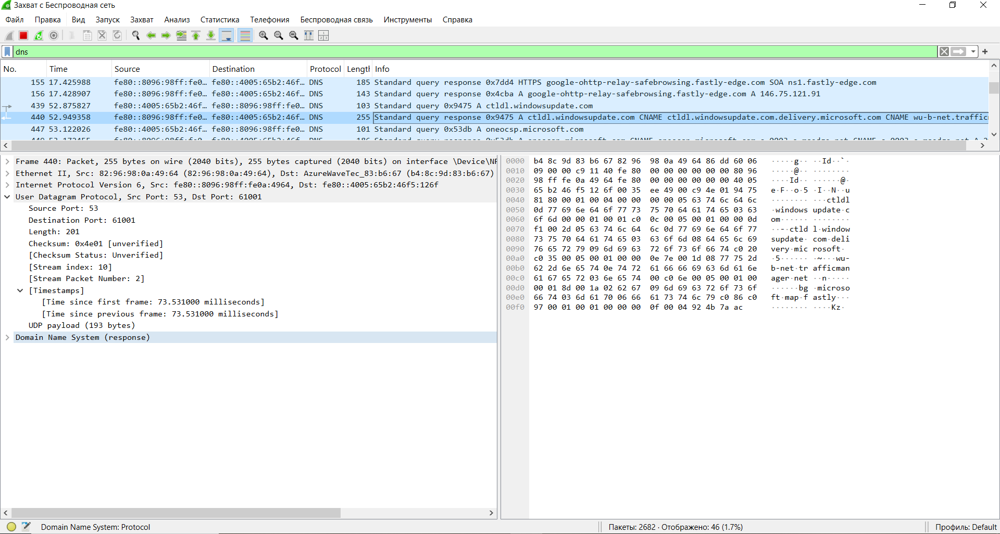 Захват с Беспроводная сеть
Файл Правка Вид Запуск Захват Анализ Статистика Телефония Беспроводная связь Инструменты Справка
dns
No. Time Source Destination Protocol Length Info
155 17.425988 fe80::8096:98ff:fe0… fe80::4005:65b2:46f… DNS 185 Standard query response 0x7dd4 HTTPS google-ohttp-relay-safebrowsing.fastly-edge.com SOA ns1.fastly-edge.com
156 17.428907 fe80::8096:98ff:fe0… fe80::4005:65b2:46f… DNS 143 Standard query response 0x4cba A google-ohttp-relay-safebrowsing.fastly-edge.com A 146.75.121.91
439 52.875827 fe80::4005:65b2:46f… fe80::8096:98ff:fe0… DNS 103 Standard query 0x9475 A ctldl.windowsupdate.com
440 52.949358 fe80::8096:98ff:fe0… fe80::4005:65b2:46f… DNS 255 Standard query response 0x9475 A ctldl.windowsupdate.com CNAME ctldl.windowsupdate.com.delivery.microsoft.com CNAME wu-b-net.traffic
447 53.122026 fe80::4005:65b2:46f… fe80::8096:98ff:fe0… DNS 101 Standard query 0x53db A oneocsp.microsoft.com
Frame 440: Packet, 255 bytes on wire (2040 bits), 255 bytes captured (2040 bits) on interface \Device\NP
Ethernet II, Src: 82:96:98:0a:49:64 (82:96:98:0a:49:64), Dst: AzureWaveTec_83:b6:67 (b4:8c:9d:83:b6:67)
Internet Protocol Version 6, Src: fe80::8096:98ff:fe0a:4964, Dst: fe80::4005:65b2:46f5:126f
User Datagram Protocol, Src Port: 53, Dst Port: 61001
Source Port: 53
Destination Port: 61001
Length: 201
Checksum: 0x4e01 [unverified]
[Checksum Status: Unverified]
[Stream index: 10]
[Stream Packet Number: 2]
[Timestamps]
[Time since first frame: 73.531000 milliseconds]
[Time since previous frame: 73.531000 milliseconds]
UDP payload (193 bytes)
Domain Name System (response)
0000 b4 8c 9d 83 b6 67 82 96 98 0a 49 64 86 dd 60 06 ·····g·· ··Id··`·
0010 09 00 00 c9 11 40 fe 80 00 00 00 00 00 00 80 96 ·····@·· ········
0020 98 ff fe 0a 49 64 fe 80 00 00 00 00 00 00 40 05 ····Id·· ······@·
0030 65 b2 46 f5 12 6f 00 35 ee 49 00 c9 4e 01 94 75 e·F··o·5 ·I··N··u
0040 81 80 00 01 00 04 00 00 00 00 05 63 74 6c 64 6c ········ ···ctldl
0050 0d 77 69 6e 64 6f 77 73 75 70 64 61 74 65 03 63 ·windows update·c
0060 6f 6d 00 00 01 00 01 c0 0c 00 05 00 01 00 00 0d om······ ········
0070 f1 00 2d 05 63 74 6c 64 6c 0d 77 69 6e 64 6f 77 ··-·ctld l·window
0080 73 75 70 64 61 74 65 03 63 6f 6d 08 64 65 6c 69 supdate· com·deli
0090 76 65 72 79 09 6d 69 63 72 6f 73 6f 66 74 c0 20 very·mic rosoft·
00a0 c0 35 00 05 00 01 00 00 0e 7e 00 1d 08 77 75 2d ·5······ ·~···wu-
00b0 62 2d 6e 65 74 0e 74 72 61 66 66 69 63 6d 61 6e b-net·tr afficman
00c0 61 67 65 72 03 6e 65 74 00 c0 6e 00 05 00 01 00 ager·net ··n·····
00d0 00 01 8d 00 1a 02 62 67 09 6d 69 63 72 6f 73 6f ······bg ·microso
00e0 66 74 03 6d 61 70 06 66 61 73 74 6c 79 c0 86 c0 ft·map·f astly···
00f0 97 00 01 00 01 00 00 00 0f 00 04 92 4b 7a ac ········ ····Kz·
Domain Name System: Protocol
Пакеты: 2682 · Отображено: 46 (1.7%)
Профиль: Default